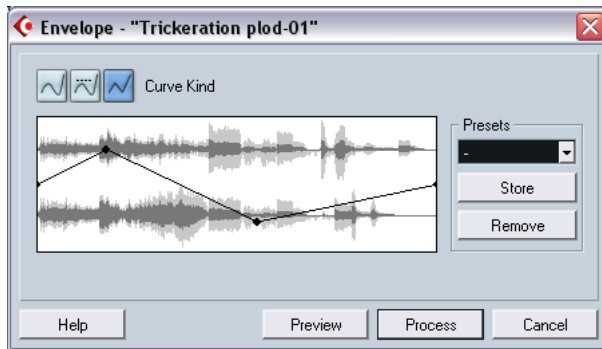 Envelope - "Trickeration plod-01"
Curve Kind
Presets
-
Store
Remove
Help
Preview
Process
Cancel